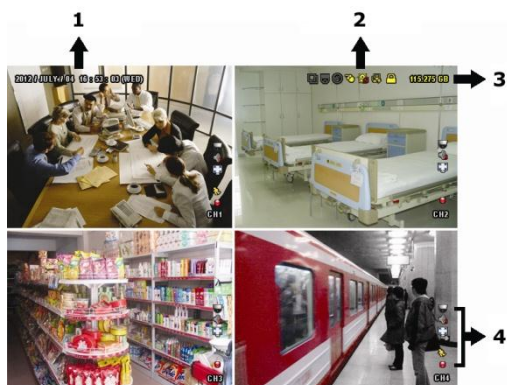 1
2
2012 / JULY / 04 16 : 53 : 03 (WED)
115.275 GB
3
CH1
CH2
CH3
CH4
4